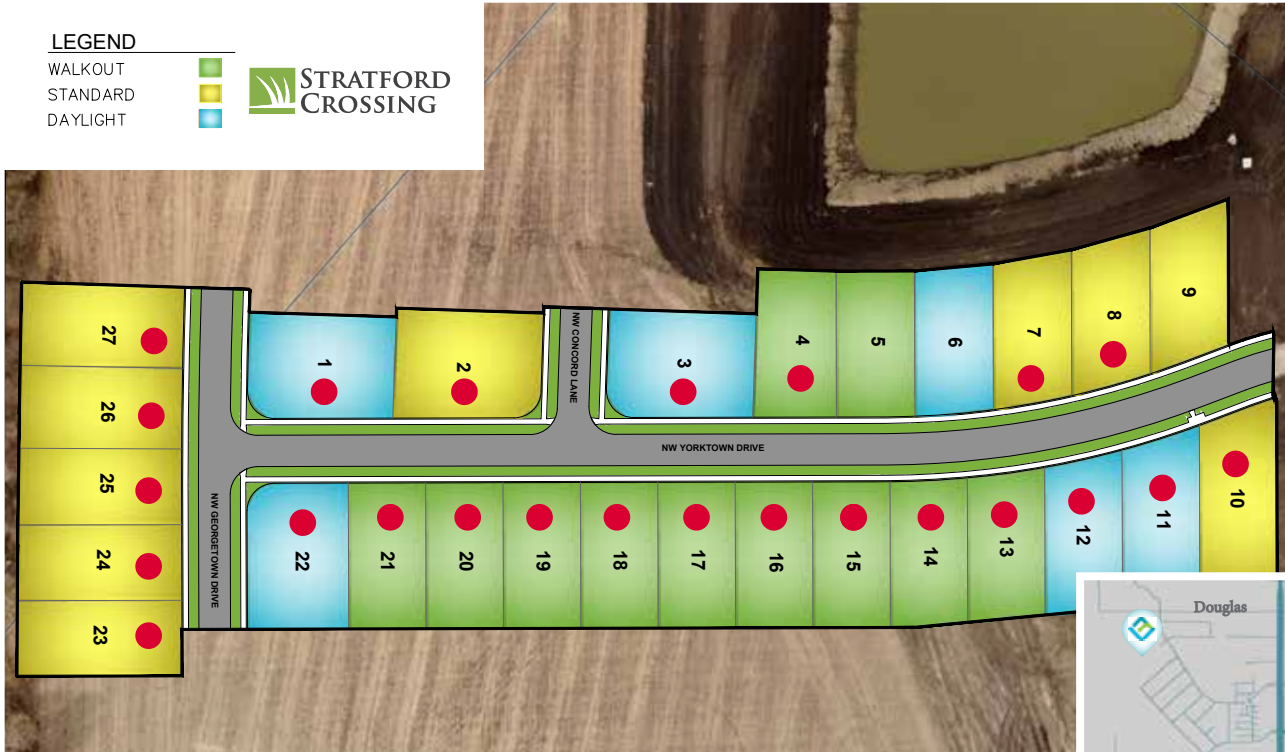 LEGEND
WALKOUT
STANDARD
DAYLIGHT
STRATFORD
CROSSING
27
26
25
24
23
1
2
3
4
5
6
7
8
9
NW CONCORD LANE
NW YORKTOWN DRIVE
NW GEORGETOWN DRIVE
22
21
20
19
18
17
16
15
14
13
12
11
10
Douglas